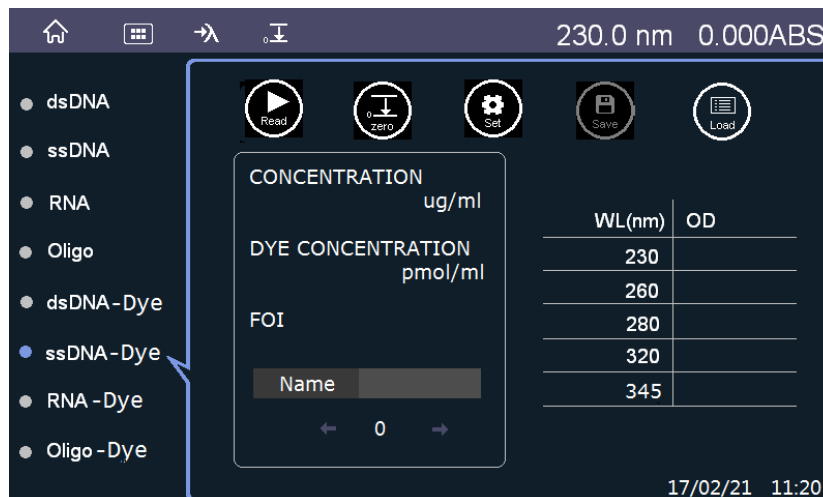 230.0 nm 0.000ABS
dsDNA
ssDNA
RNA
Oligo
dsDNA-Dye
ssDNA-Dye
RNA-Dye
Oligo-Dye
Read
0 zero
Set
Save
Load
CONCENTRATION
ug/ml
DYE CONCENTRATION
pmol/ml
FOI
Name
← 0 →
WL(nm) OD
230
260
280
320
345
17/02/21 11:20